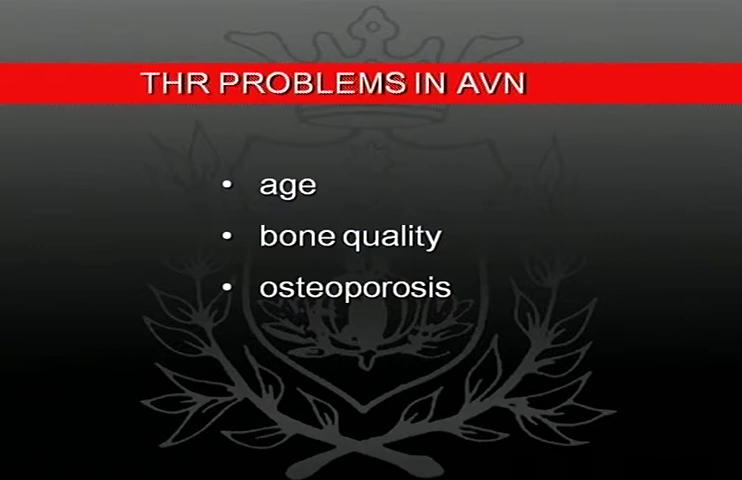 THR PROBLEMS IN AVN
• age
• bone quality
• osteoporosis